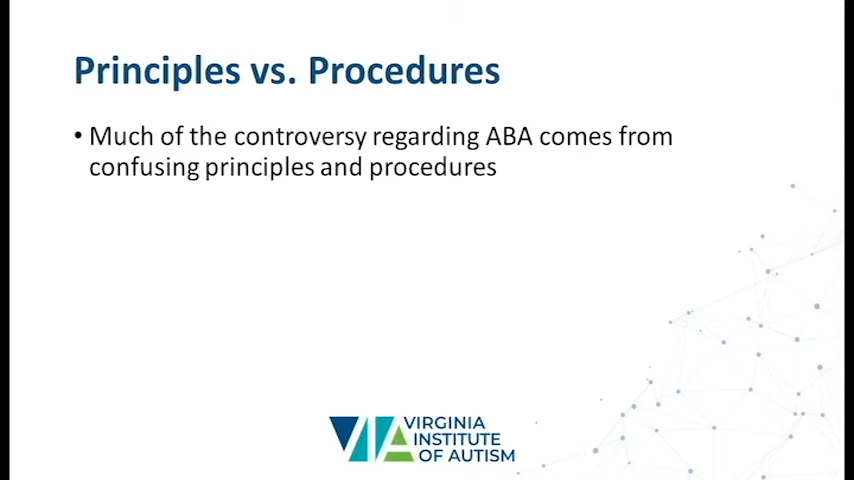 Principles vs. Procedures
• Much of the controversy regarding ABA comes from
confusing principles and procedures
VIA VIRGINIA
INSTITUTE
OF AUTISM